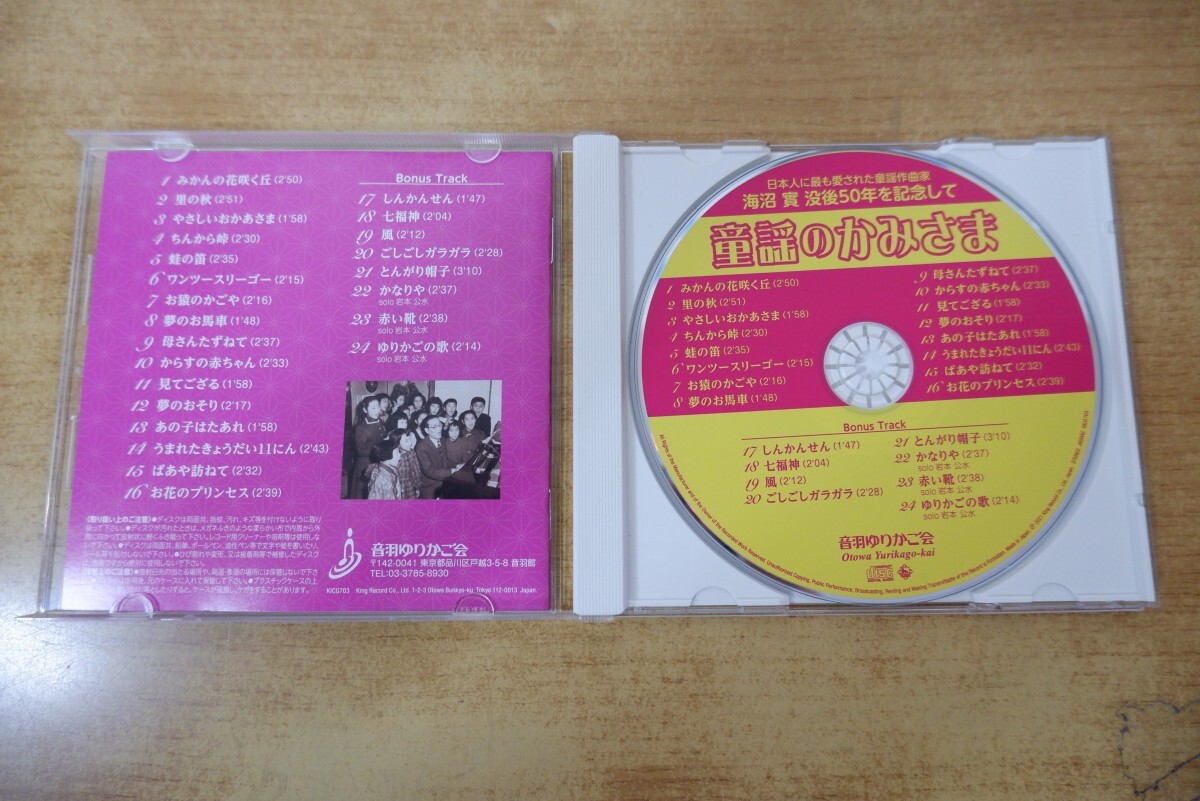 1 みかんの花咲く丘(2'50)
2 里の秋(2'51)
3 やさしいおかあさま(1'58)
4 ちんから峠(2'30)
5 蛙の笛(2'35)
6 ワンツースリーゴー(2'15)
7 お猿のかごや(2'16)
8 夢のお馬車(1'48)
9 母さんたずねて(2'37)
10 からすの赤ちゃん(2'33)
11 見てござる(1'58)
12 夢のおそり(2'17)
13 あの子はたあれ(1'58)
14 うまれたきょうだい11にん(2'43)
15 ばあや訪ねて(2'32)
16 お花のプリンセス(2'39)
Bonus Track
17 しんかんせん(1'47)
18 七福神(2'04)
19 風(2'12)
20 ごしごしガラガラ(2'28)
21 とんがり帽子(3'10)
22 かなりや(2'37)
solo 岩本 公水
23 赤い靴(2'38)
solo 岩本 公水
24 ゆりかごの歌(2'14)
solo 岩本 公水
音羽ゆりかご会
〒142-0041 東京都品川区戸越3-5-8 音羽館
TEL:03-3785-8930
KICG703 King Record Co., Ltd. 1-2-3 Otowa Bunkyo-ku, Tokyo 112-0013 Japan
日本人に最も愛された童謡作曲家
海沼 實 没後50年を記念して
童謡のかみさま
1 みかんの花咲く丘(2'50)
2 里の秋(2'51)
3 やさしいおかあさま(1'58)
4 ちんから峠(2'30)
5 蛙の笛(2'35)
6 ワンツースリーゴー(2'15)
7 お猿のかごや(2'16)
8 夢のお馬車(1'48)
9 母さんたずねて(2'37)
10 からすの赤ちゃん(2'33)
11 見てござる(1'58)
12 夢のおそり(2'17)
13 あの子はたあれ(1'58)
14 うまれたきょうだい11にん(2'43)
15 ばあや訪ねて(2'32)
16 お花のプリンセス(2'39)
Bonus Track
17 しんかんせん(1'47)
18 七福神(2'04)
19 風(2'12)
20 ごしごしガラガラ(2'28)
21 とんがり帽子(3'10)
22 かなりや(2'37)
solo 岩本 公水
23 赤い靴(2'38)
solo 岩本 公水
24 ゆりかごの歌(2'14)
solo 岩本 公水
音羽ゆりかご会
Otowa Yurikago-kai